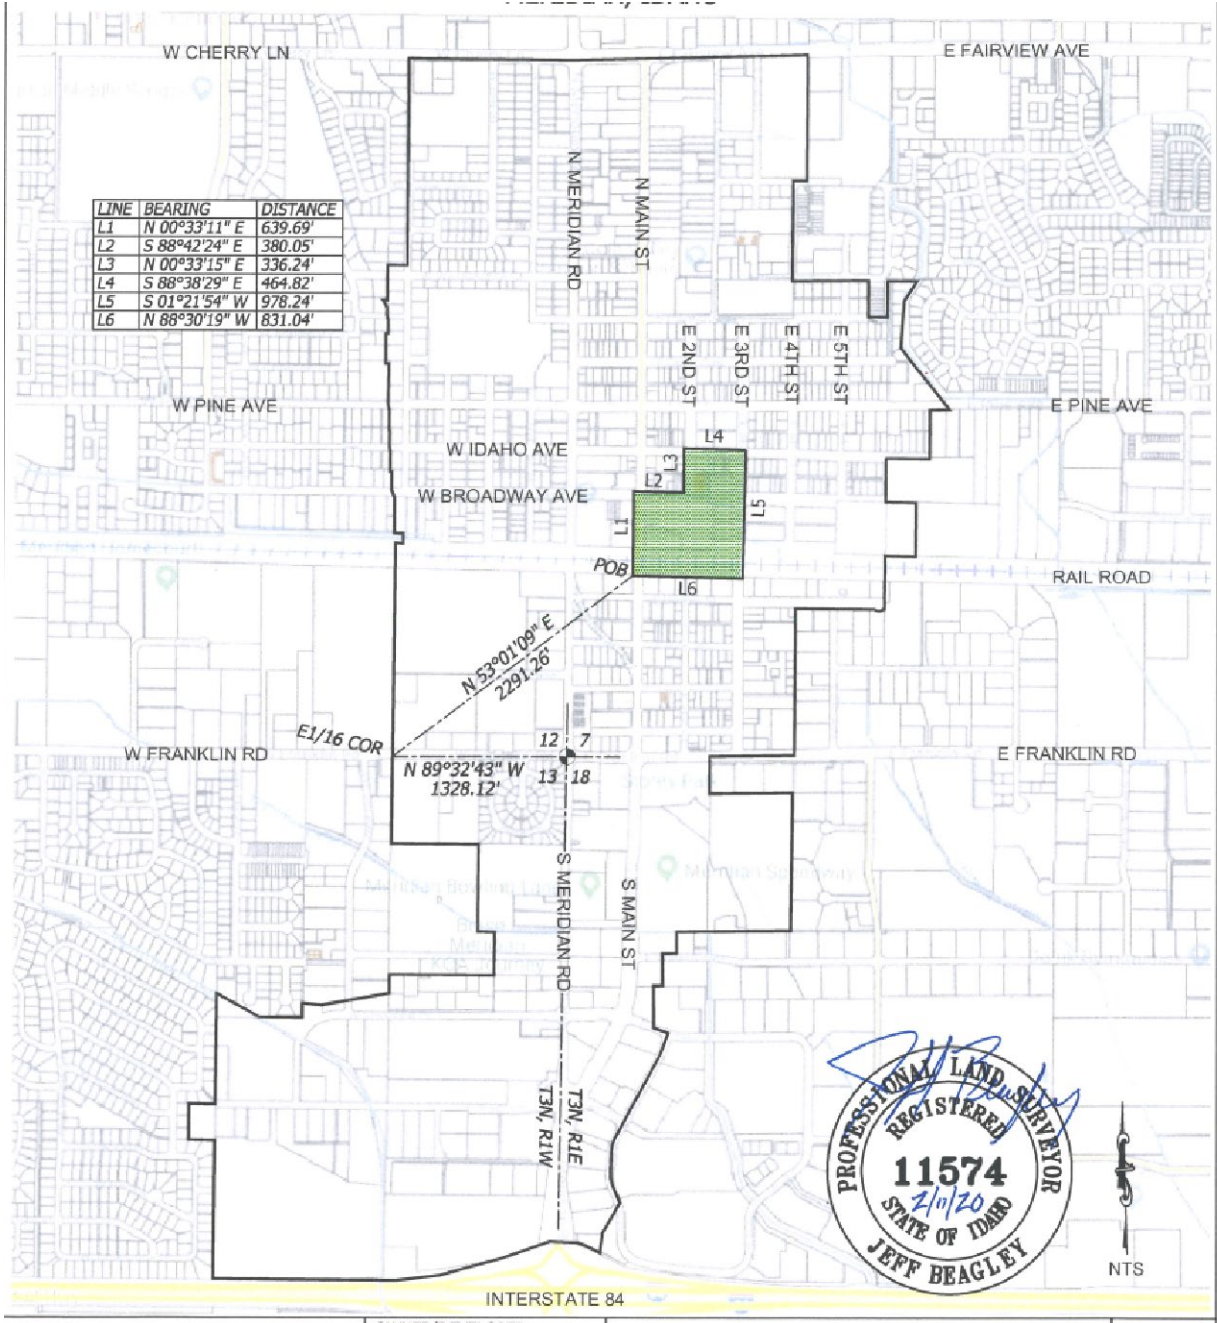 W CHERRY LN
E FAIRVIEW AVE
LINE BEARING DISTANCE
L1 N 00°33'11" E 639.69'
L2 S 88°42'24" E 380.05'
L3 N 00°33'15" E 336.24'
L4 S 88°38'29" E 464.82'
L5 S 01°21'54" W 978.24'
L6 N 88°30'19" W 831.04'
N MERIDIAN RD
N MAIN ST
E 2ND ST
E 3RD ST
E 4TH ST
E 5TH ST
W PINE AVE
E PINE AVE
W IDAHO AVE
L4
L3
L2
W BROADWAY AVE
L1
L5
POB
L6
RAIL ROAD
N 53°01'09" E
2291.26'
E1/16 COR
12 7
W FRANKLIN RD
E FRANKLIN RD
N 89°32'43" W
1328.12'
13 18
Meridian Speedway
S MERIDIAN RD
S MAIN ST
T3N, R1W
T3N, R1E
PROFESSIONAL LAND SURVEYOR
REGISTERED
11574
2/11/20
STATE OF IDAHO
JEFF BEAGLEY
NTS
INTERSTATE 84